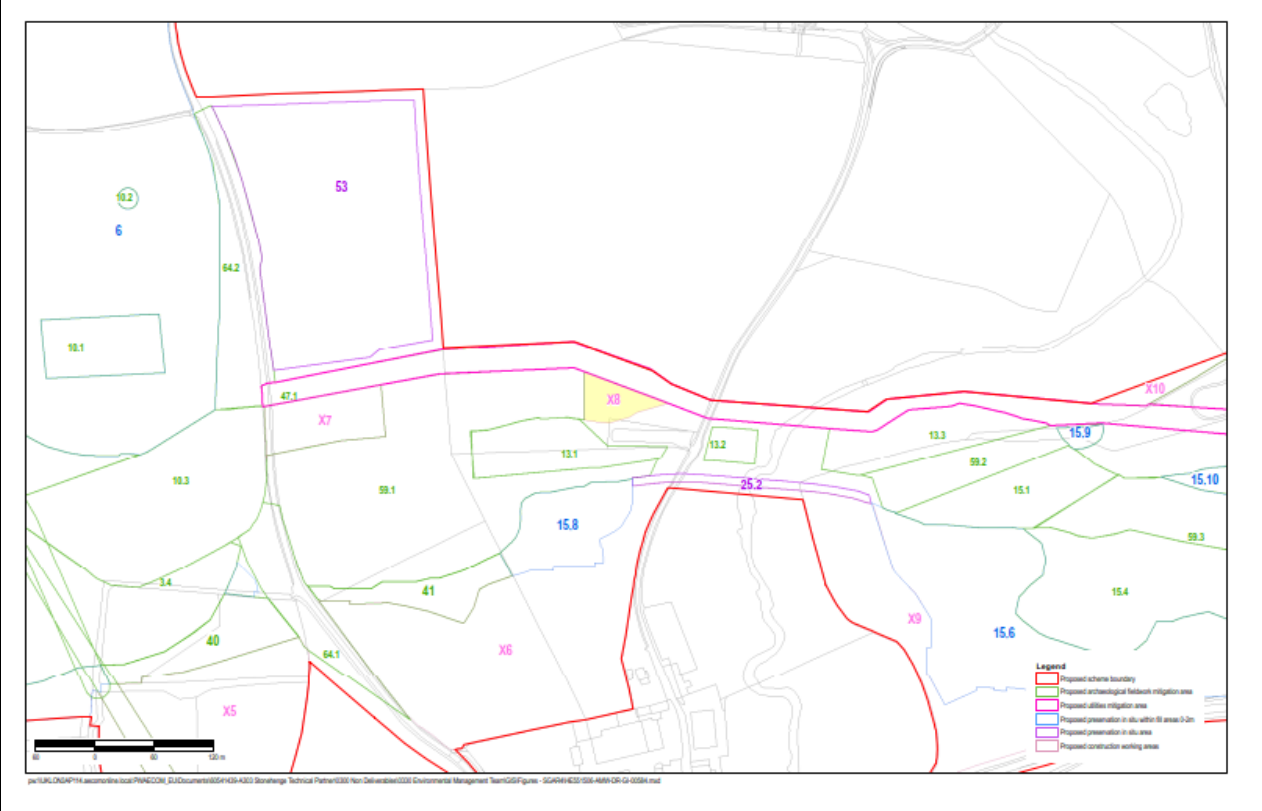 10.2
53
6
64.2
10.1
47.1
X7
X8
X10
13.1
13.2
13.3
15.9
59.2
10.3
59.1
25.2
15.1
15.10
15.8
59.3
3.4
41
15.4
40
X6
X9
15.6
64.1
X5
Legend
Proposed scheme boundary
Proposed archaeological fieldwork mitigation area
Proposed utilities mitigation area
Proposed preservation in situ within fill areas 0-2m
Proposed preservation in situ area
Proposed construction working areas
60 0 60 120 m